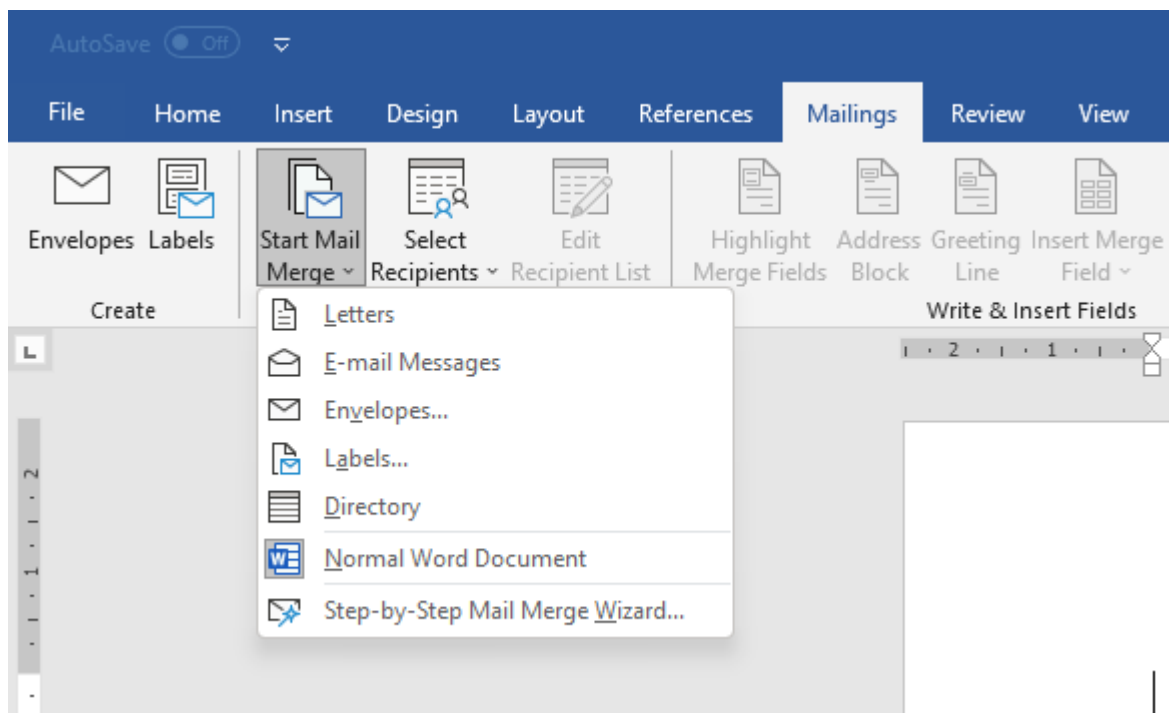 AutoSave Off
File Home Insert Design Layout References Mailings Review View
Envelopes Labels Start Mail Merge Select Recipients Edit Recipient List Highlight Merge Fields Address Block Greeting Line Insert Merge Field
Create Write & Insert Fields
Letters
2 1
E-mail Messages
Envelopes...
Labels...
2
Directory
Normal Word Document
1
Step-by-Step Mail Merge Wizard...